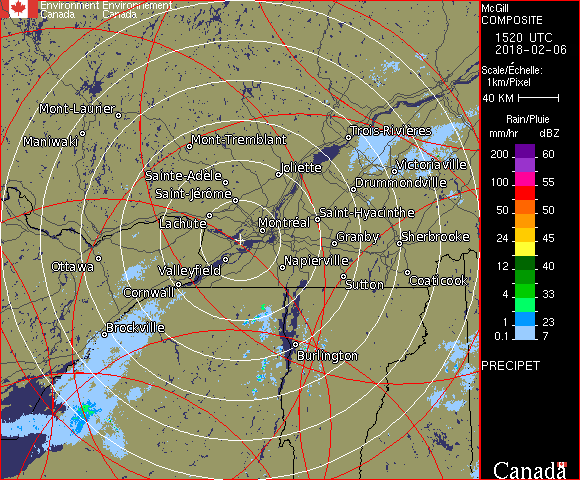 Environment Environnement
Canada Canada
McGill
COMPOSITE
1520 UTC
2018-02-06
Scale/Échelle:
1km/Pixel
40 KM
Rain/Pluie
mm/hr dBZ
200 60
100 55
50 50
24 45
12 40
4 33
1 23
0.1 7
PRECIPET
Canada
Mont-Laurier
Maniwaki
Mont-Tremblant
Trois-Rivières
Joliette
Victoriaville
Sainte-Adèle
Drummondville
Saint-Jérôme
Saint-Hyacinthe
Lachute
Montréal
Granby
Sherbrooke
Ottawa
Valleyfield
Napierville
Cornwall
Sutton
Coaticook
Brockville
Burlington